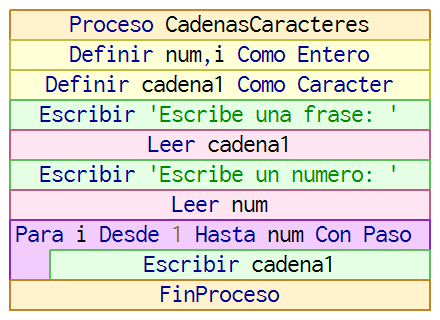 Proceso CadenasCaracteres
Definir num,i Como Entero
Definir cadena1 Como Caracter
Escribir 'Escribe una frase: '
Leer cadena1
Escribir 'Escribe un numero: '
Leer num
Para i Desde 1 Hasta num Con Paso
Escribir cadena1
FinProceso